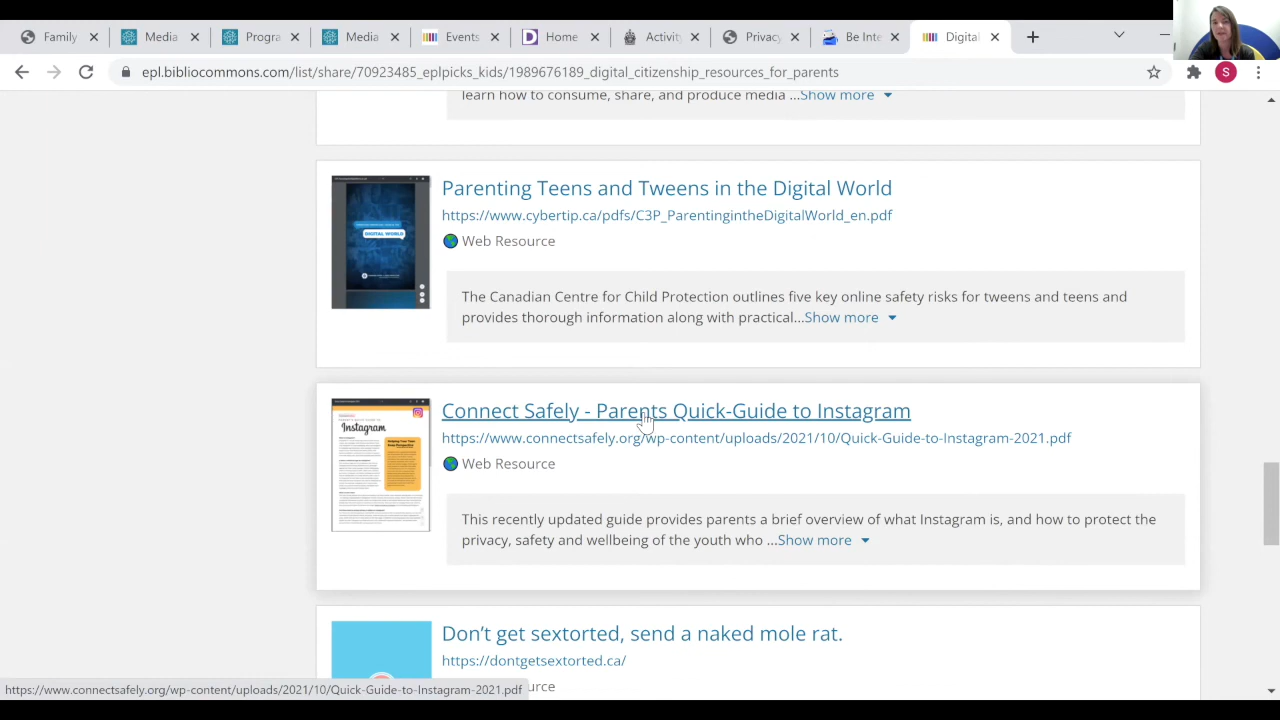 Family
Media
Progra
Media
Events
Home
Activity
Privacy
Be Inte
Digital
epl.bibliocommons.com/list/share/70923485_eplpicks_kids/
9676189_digital_citizenship_resources_for_parents
S
learn how to consume, share, and produce media ...Show more
Parenting Teens and Tweens in the Digital World
https://www.cybertip.ca/pdfs/C3P_ParentingintheDigitalWorld_en.pdf
DIGITAL WORLD
Web Resource
The Canadian Centre for Child Protection outlines five key online safety risks for tweens and teens and
provides thorough information along with practical...Show more
Connect Safely - Parents Quick-Guide to Instagram
Instagram
https://www.connectsafely.org/wp-content/uploads/2021/10/Quick-Guide-to-Instagram-2021.pdf
Web Resource
This recently updated guide provides parents a brief overview of what Instagram is, and how to protect the
privacy, safety and wellbeing of the youth who ...Show more
Don't get sextorted, send a naked mole rat.
https://dontgetsextorted.ca/
ource
https://www.connectsafely.org/wp-content/uploads/2021/10/Quick-Guide-to-Instagram-2021.pdf